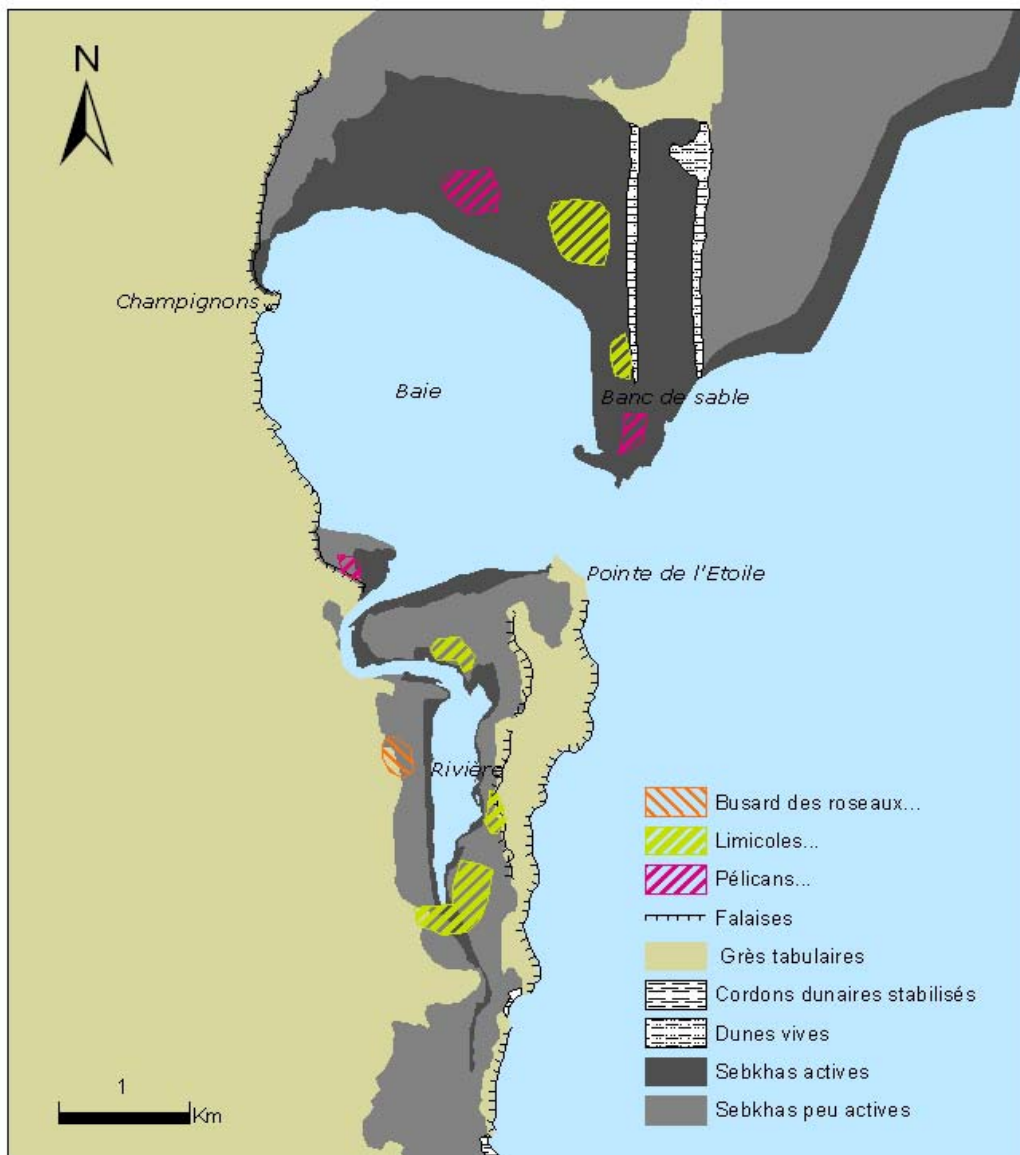 N
Champignons
Baie
Banc de sable
Pointe de l'Etoile
Rivière
Busard des roseaux...
Limicoles...
Pélicans...
Falaises
Grès tabulaires
Cordons dunaires stabilisés
Dunes vives
Sebkhas actives
Sebkhas peu actives
1
Km